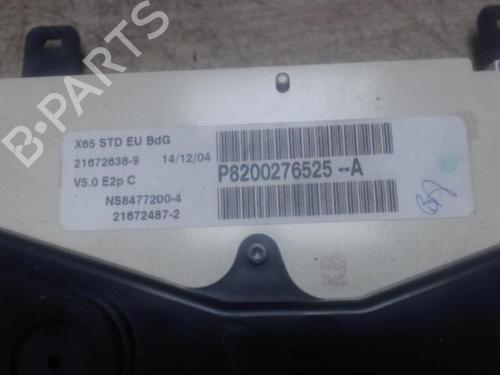 B-PARTS
X65 STD EU BdG
21672638-9 14/12/04
V5.0 E2p C
NS8477200-4
21672487-2
P8200276525--A